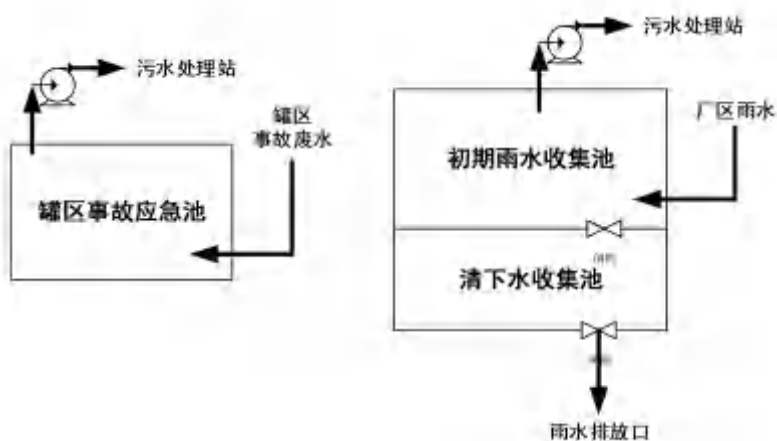 污水处理站
罐区
事故废水
罐区事故应急池
污水处理站
厂区雨水
初期雨水收集池
清下水收集池
雨水排放口